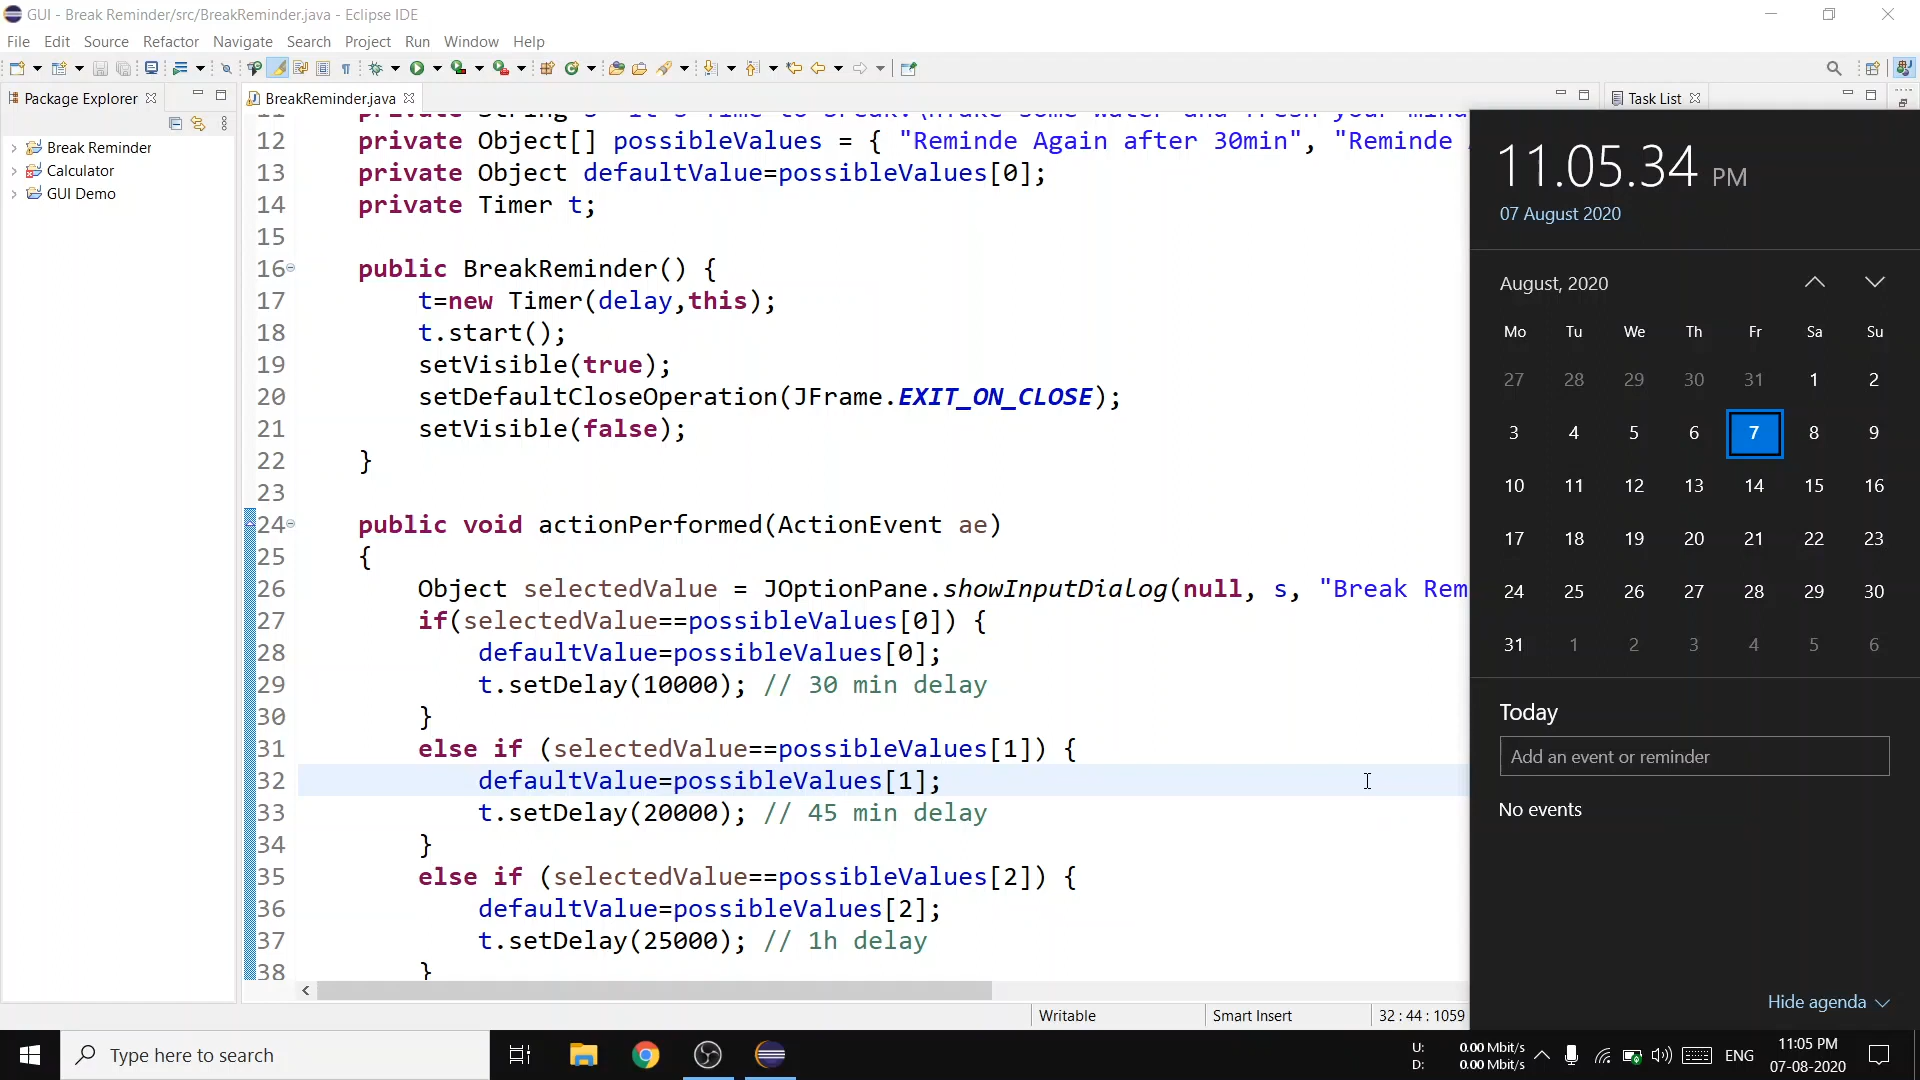 GUI - Break Reminder/src/BreakReminder.java - Eclipse IDE
File Edit Source Refactor Navigate Search Project Run Window Help
Package Explorer
BreakReminder.java
Task List
Break Reminder
Calculator
GUI Demo
12 private Object[] possibleValues = { "Reminde Again after 30min", "Reminde
13 private Object defaultValue=possibleValues[0];
14 private Timer t;
15
16 public BreakReminder() {
17 t=new Timer(delay,this);
18 t.start();
19 setVisible(true);
20 setDefaultCloseOperation(JFrame.EXIT_ON_CLOSE);
21 setVisible(false);
22 }
23
24 public void actionPerformed(ActionEvent ae)
25 {
26 Object selectedValue = JOptionPane.showInputDialog(null, s, "Break Rem
27 if(selectedValue==possibleValues[0]) {
28 defaultValue=possibleValues[0];
29 t.setDelay(10000); // 30 min delay
30 }
31 else if (selectedValue==possibleValues[1]) {
32 defaultValue=possibleValues[1];
33 t.setDelay(20000); // 45 min delay
34 }
35 else if (selectedValue==possibleValues[2]) {
36 defaultValue=possibleValues[2];
37 t.setDelay(25000); // 1h delay
38 }
Writable
Smart Insert
32 : 44 : 1059
11.05.34 PM
07 August 2020
August, 2020
Mo Tu We Th Fr Sa Su
27 28 29 30 31 1 2
3 4 5 6 7 8 9
10 11 12 13 14 15 16
17 18 19 20 21 22 23
24 25 26 27 28 29 30
31 1 2 3 4 5 6
Today
Add an event or reminder
No events
Hide agenda
Type here to search
U: 0.00 Mbit/s
D: 0.00 Mbit/s
ENG
11:05 PM
07-08-2020